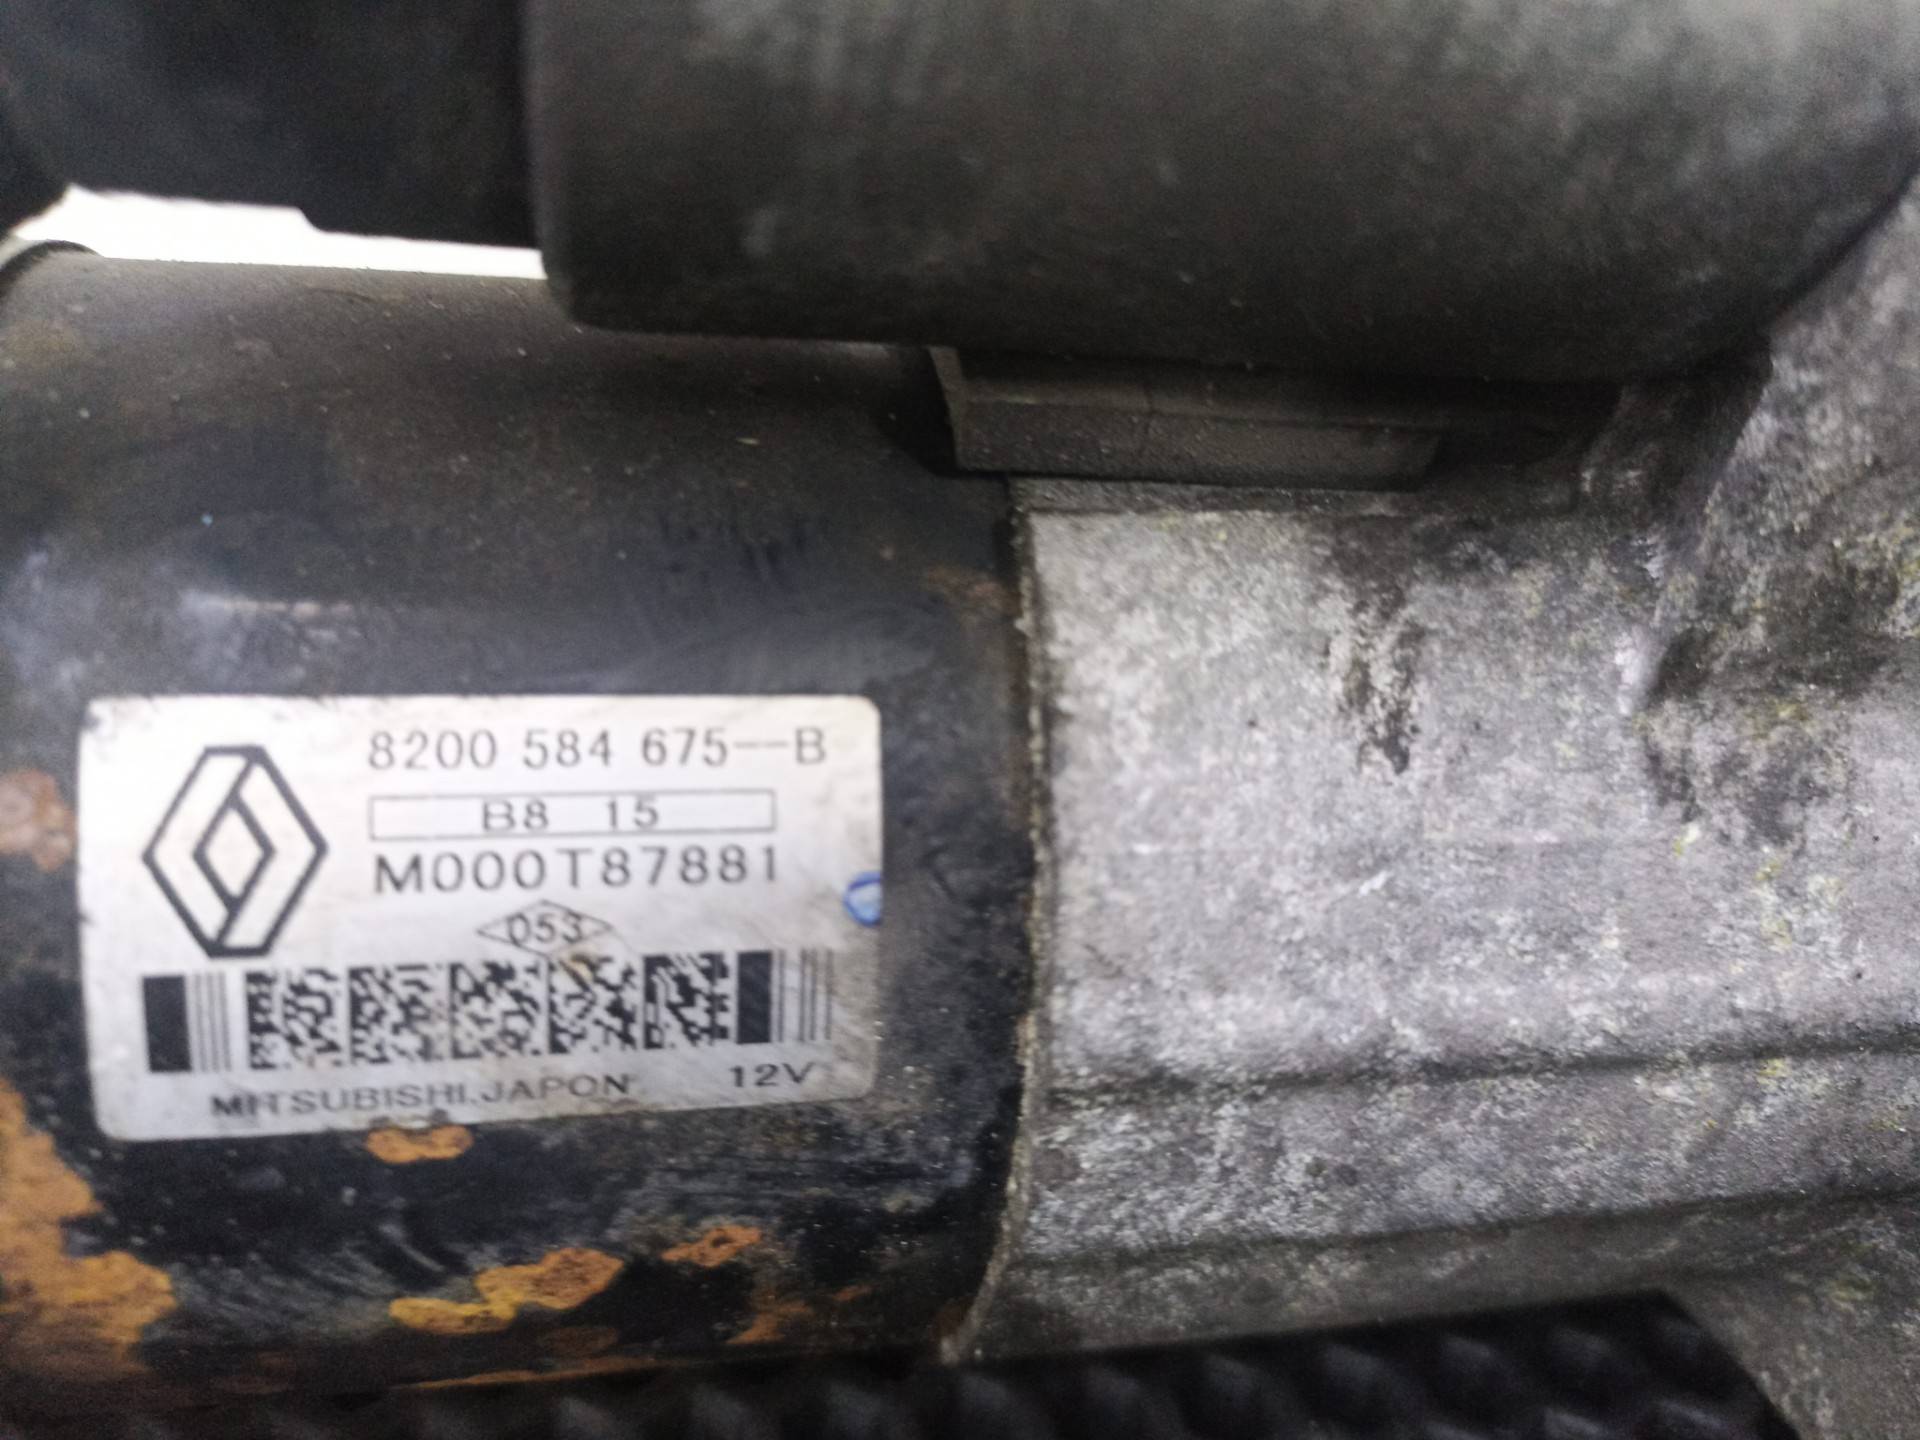 8200 584 675--B
B8 15
M000T87881
053
MITSUBISHI.JAPON 12V